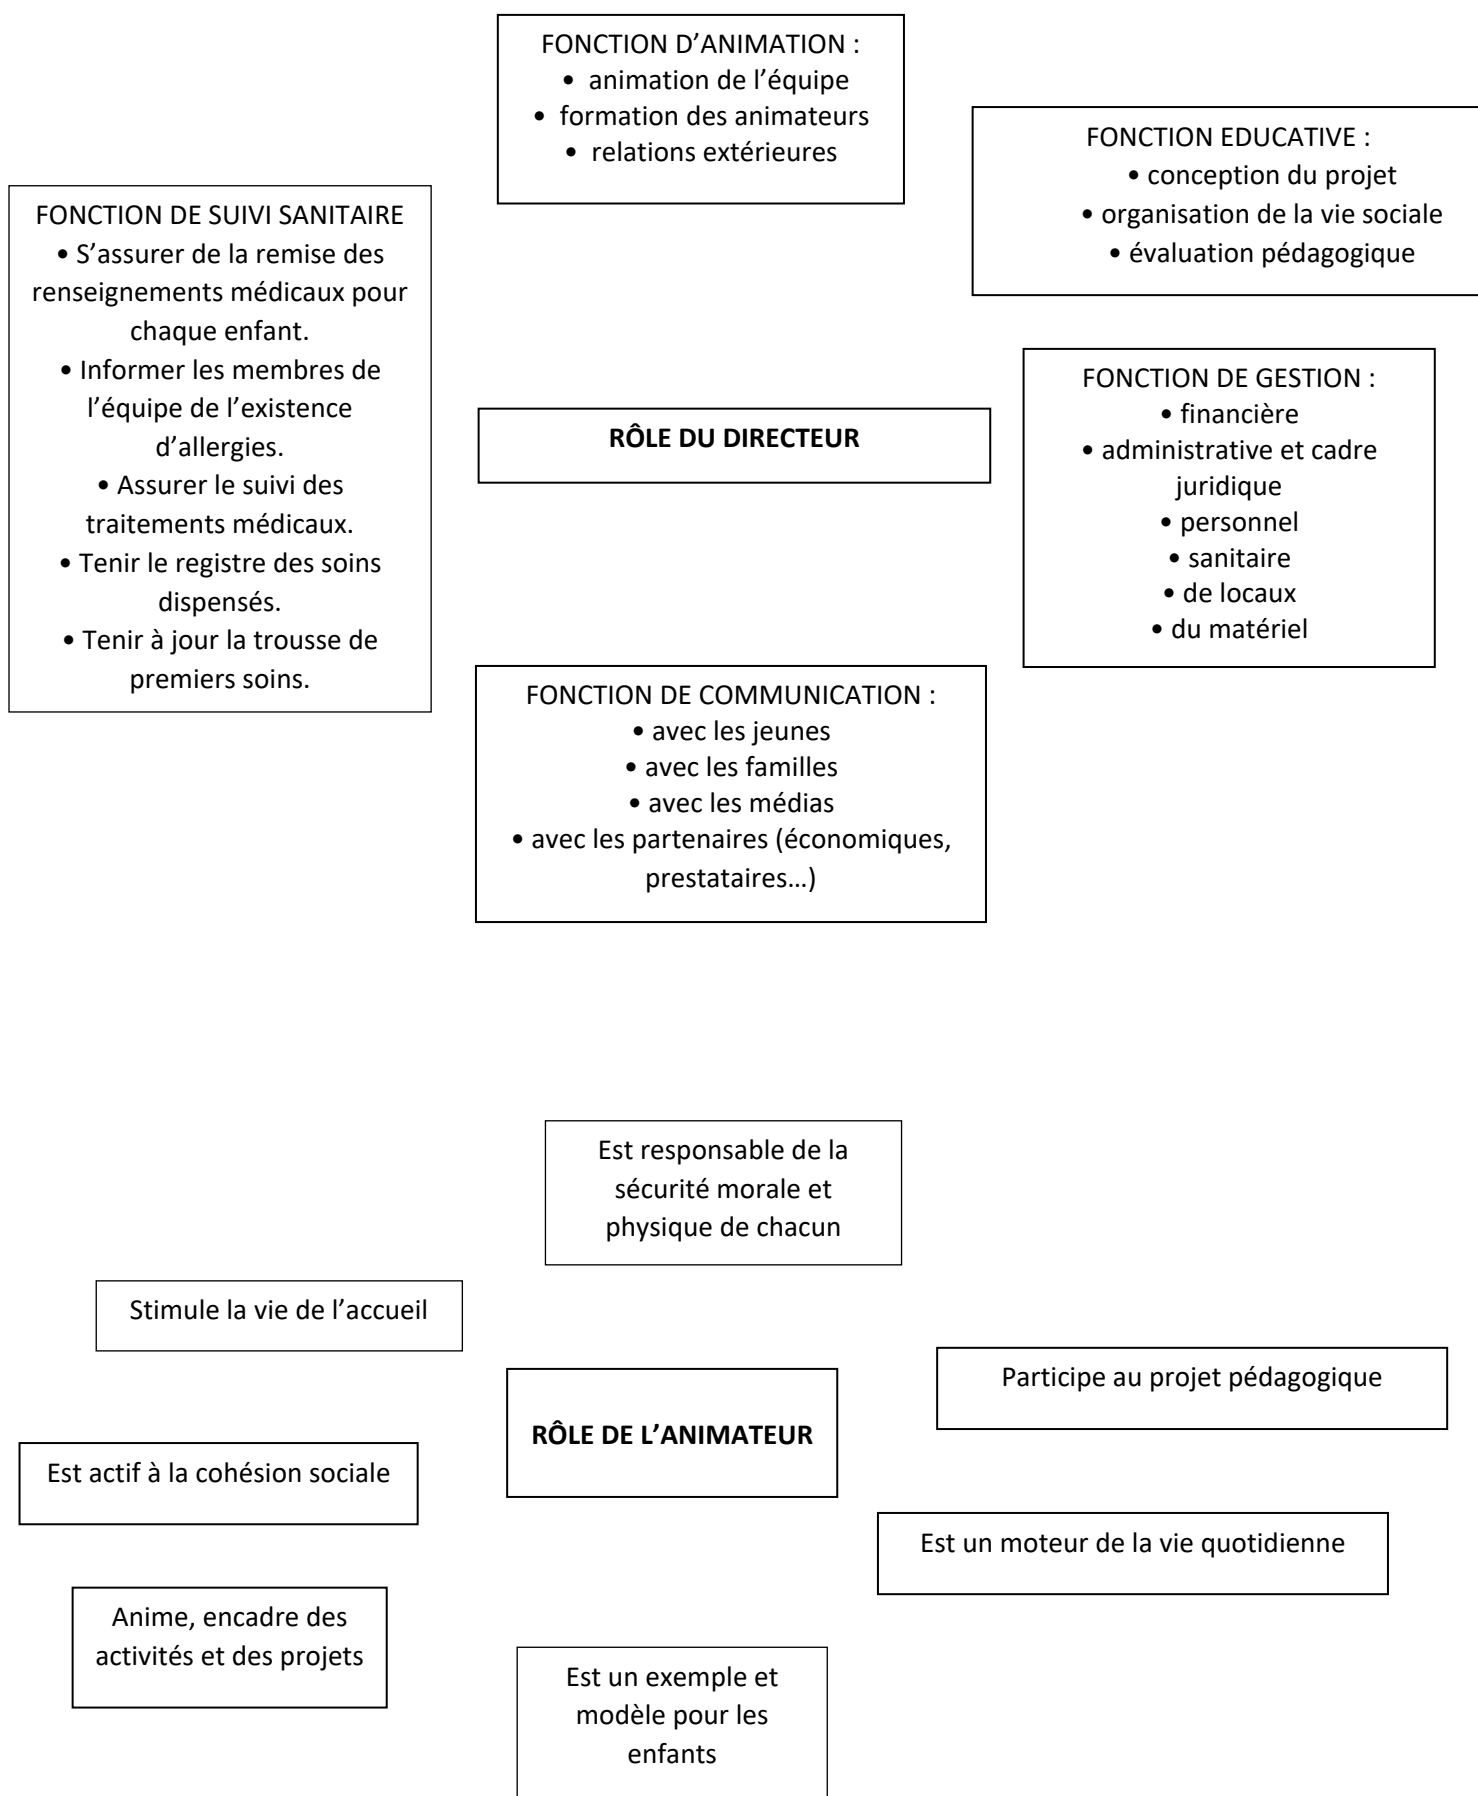 FONCTION D’ANIMATION :
• animation de l’équipe
• formation des animateurs
• relations extérieures
FONCTION EDUCATIVE :
• conception du projet
• organisation de la vie sociale
• évaluation pédagogique
FONCTION DE SUIVI SANITAIRE
• S’assurer de la remise des
renseignements médicaux pour
chaque enfant.
• Informer les membres de
l’équipe de l’existence
d’allergies.
• Assurer le suivi des
traitements médicaux.
• Tenir le registre des soins
dispensés.
• Tenir à jour la trousse de
premiers soins.
RÔLE DU DIRECTEUR
FONCTION DE GESTION :
• financière
• administrative et cadre
juridique
• personnel
• sanitaire
• de locaux
• du matériel
FONCTION DE COMMUNICATION :
• avec les jeunes
• avec les familles
• avec les médias
• avec les partenaires (économiques,
prestataires…)
Est responsable de la
sécurité morale et
physique de chacun
Stimule la vie de l’accueil
Participe au projet pédagogique
RÔLE DE L’ANIMATEUR
Est actif à la cohésion sociale
Est un moteur de la vie quotidienne
Anime, encadre des
activités et des projets
Est un exemple et
modèle pour les
enfants